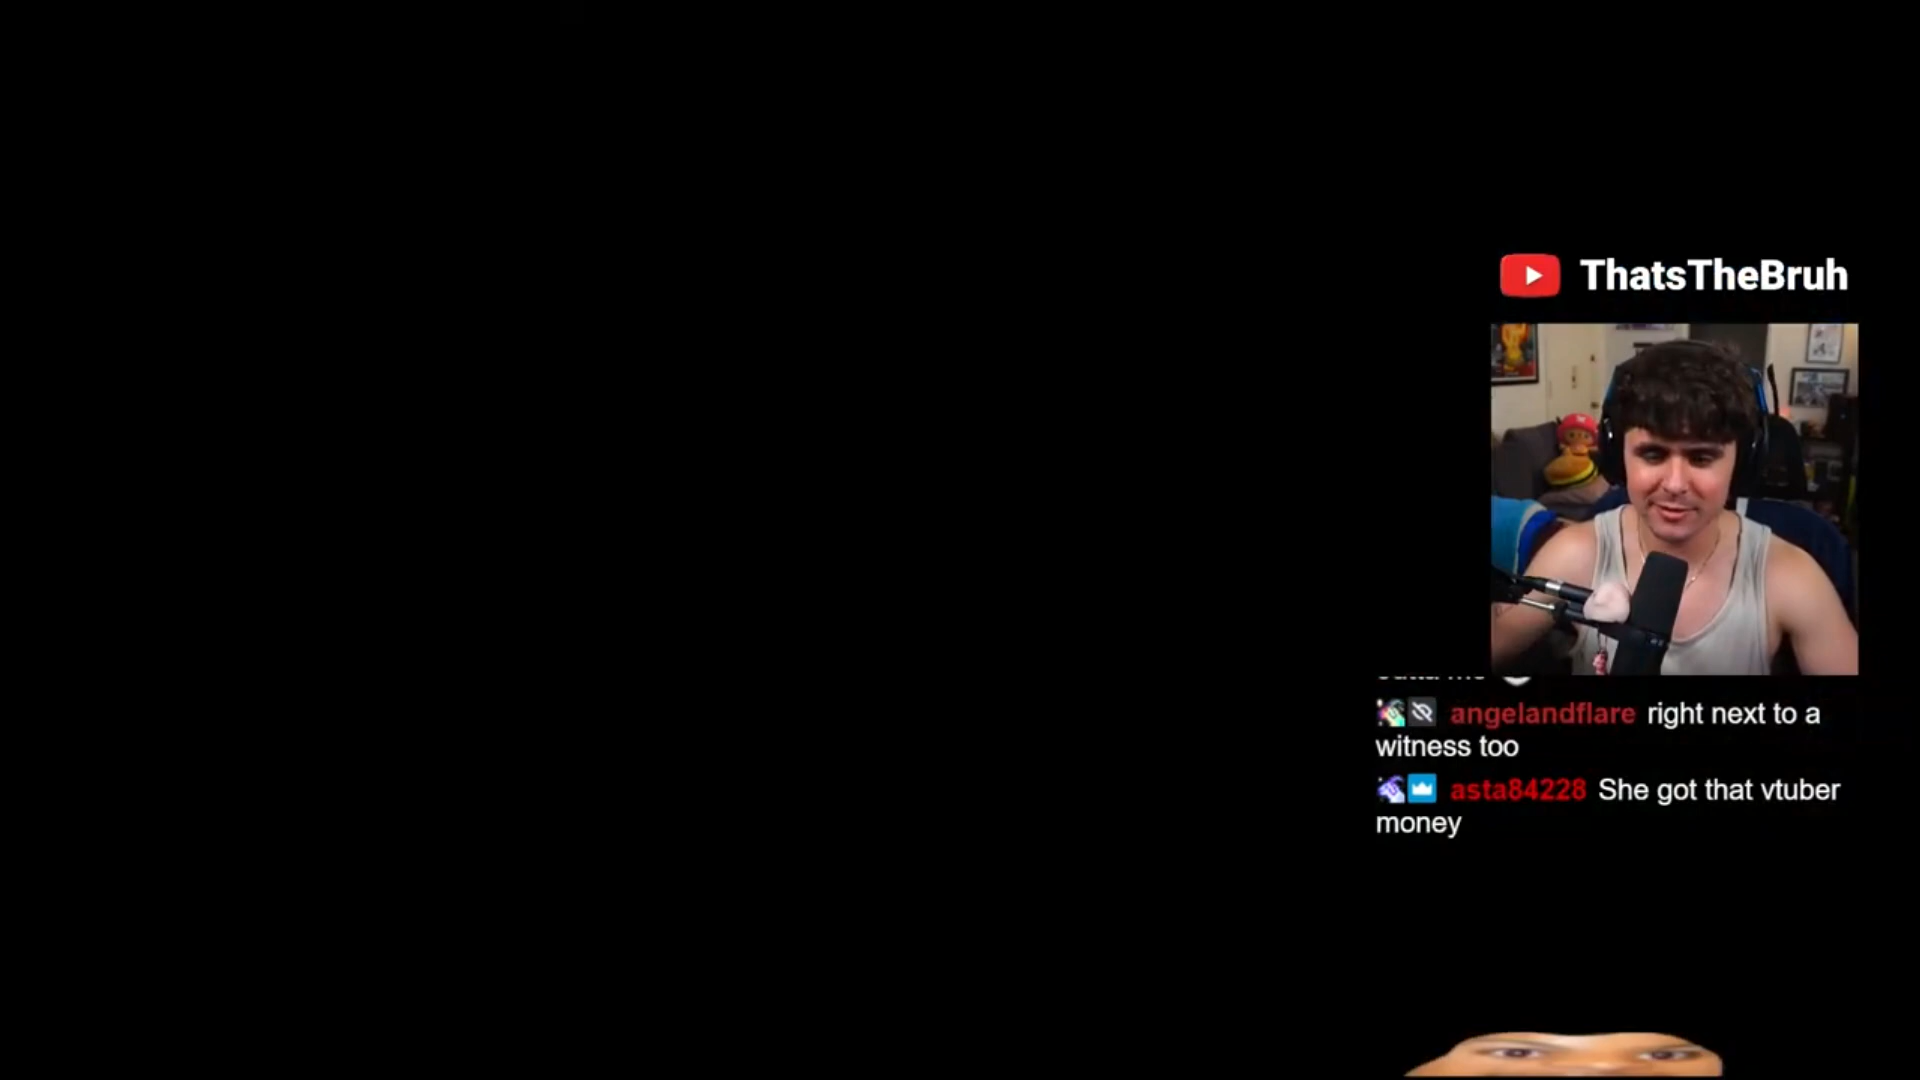 ThatsTheBruh
angelandflare right next to a
witness too
asta84228 She got that vtuber
money